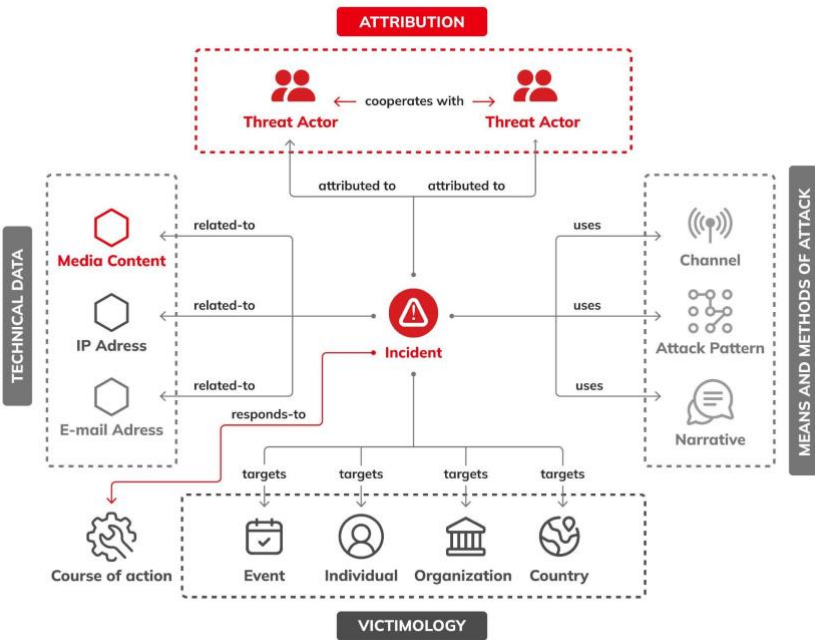 ATTRIBUTION
Threat Actor
cooperates with
Threat Actor
attributed to
attributed to
TECHNICAL DATA
Media Content
related-to
IP Adress
related-to
E-mail Adress
related-to
Incident
uses
Channel
uses
Attack Pattern
uses
Narrative
MEANS AND METHODS OF ATTACK
responds-to
Course of action
targets
targets
targets
targets
Event
Individual
Organization
Country
VICTIMOLOGY